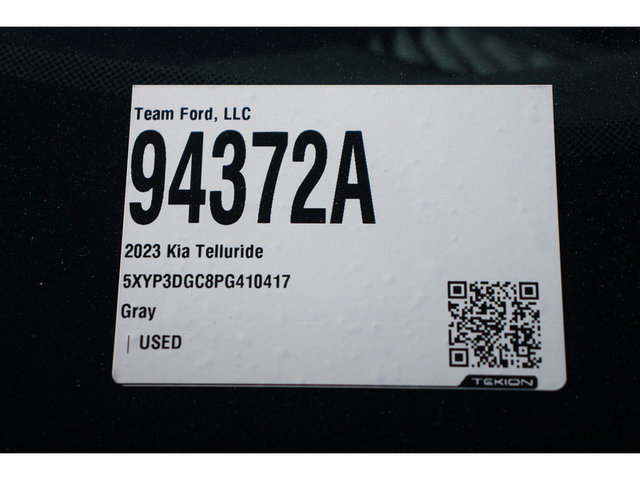 Team Ford, LLC
94372A
2023 Kia Telluride
5XYP3DGC8PG410417
Gray
| USED
TEKION